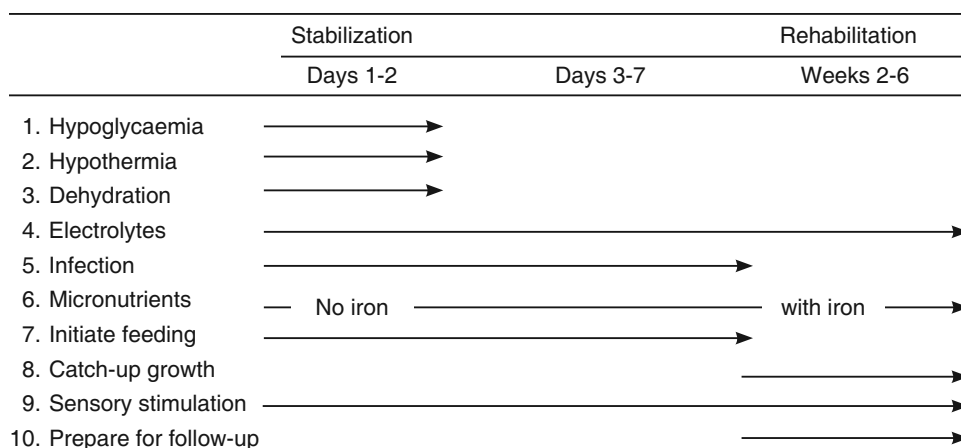 Stabilization Rehabilitation
Days 1-2 Days 3-7 Weeks 2-6
1. Hypoglycaemia
2. Hypothermia
3. Dehydration
4. Electrolytes
5. Infection
6. Micronutrients No iron with iron
7. Initiate feeding
8. Catch-up growth
9. Sensory stimulation
10. Prepare for follow-up